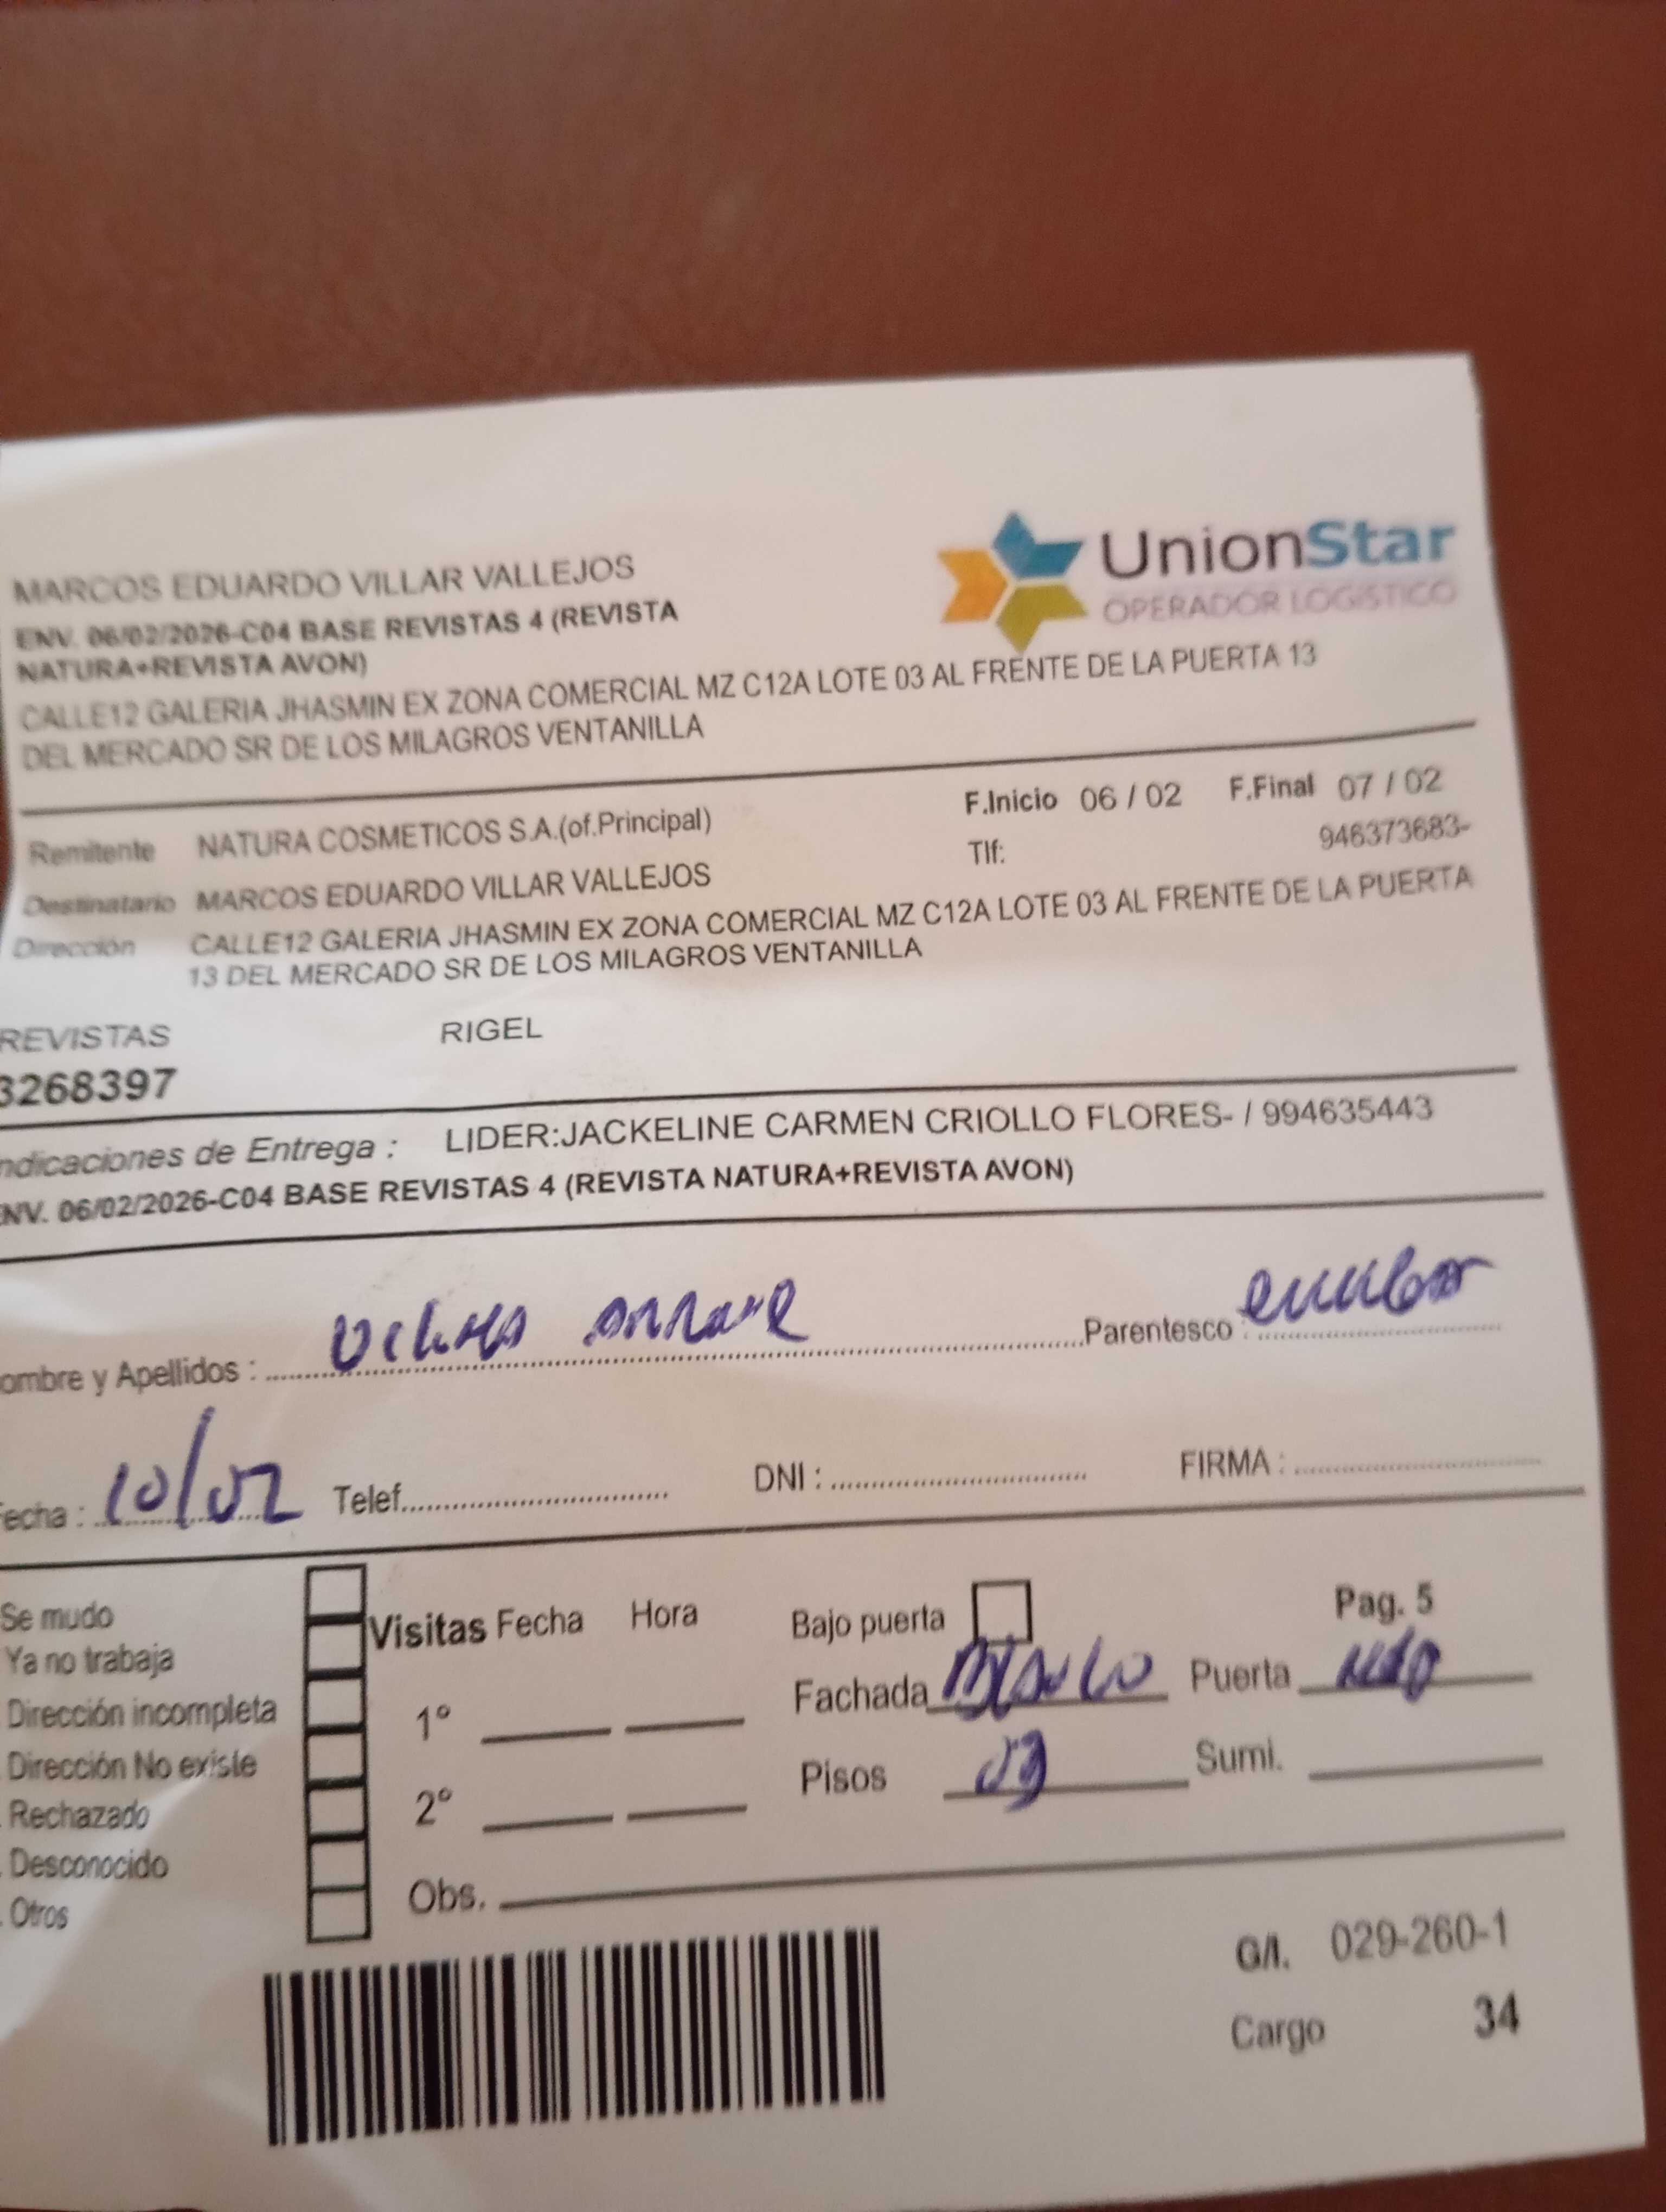 MARCOS EDUARDO VILLAR VALLEJOS
UnionStar
OPERADOR LOGISTICO
ENV. 06/02/2026-C04 BASE REVISTAS 4 (REVISTA
NATURA+REVISTA AVON)
CALLE12 GALERIA JHASMIN EX ZONA COMERCIAL MZ C12A LOTE 03 AL FRENTE DE LA PUERTA 13
DEL MERCADO SR DE LOS MILAGROS VENTANILLA
Remitente NATURA COSMETICOS S.A.(of.Principal) F.Inicio 06 / 02 F.Final 07 / 02
Destinatario MARCOS EDUARDO VILLAR VALLEJOS Tlf: 946373683-
Dirección CALLE12 GALERIA JHASMIN EX ZONA COMERCIAL MZ C12A LOTE 03 AL FRENTE DE LA PUERTA
13 DEL MERCADO SR DE LOS MILAGROS VENTANILLA
REVISTAS RIGEL
3268397
ndicaciones de Entrega : LIDER:JACKELINE CARMEN CRIOLLO FLORES- / 994635443
ENV. 06/02/2026-C04 BASE REVISTAS 4 (REVISTA NATURA+REVISTA AVON)
ombre y Apellidos : Parentesco :
echa : 10/02 Telef. DNI : FIRMA :
Se mudo
Ya no trabaja
Dirección incompleta
Dirección No existe
Rechazado
Desconocido
Otros
Visitas Fecha Hora
1°
2°
Obs.
Bajo puerta Pag. 5
Fachada Puerta
Pisos Sumi.
G/I. 029-260-1
Cargo 34